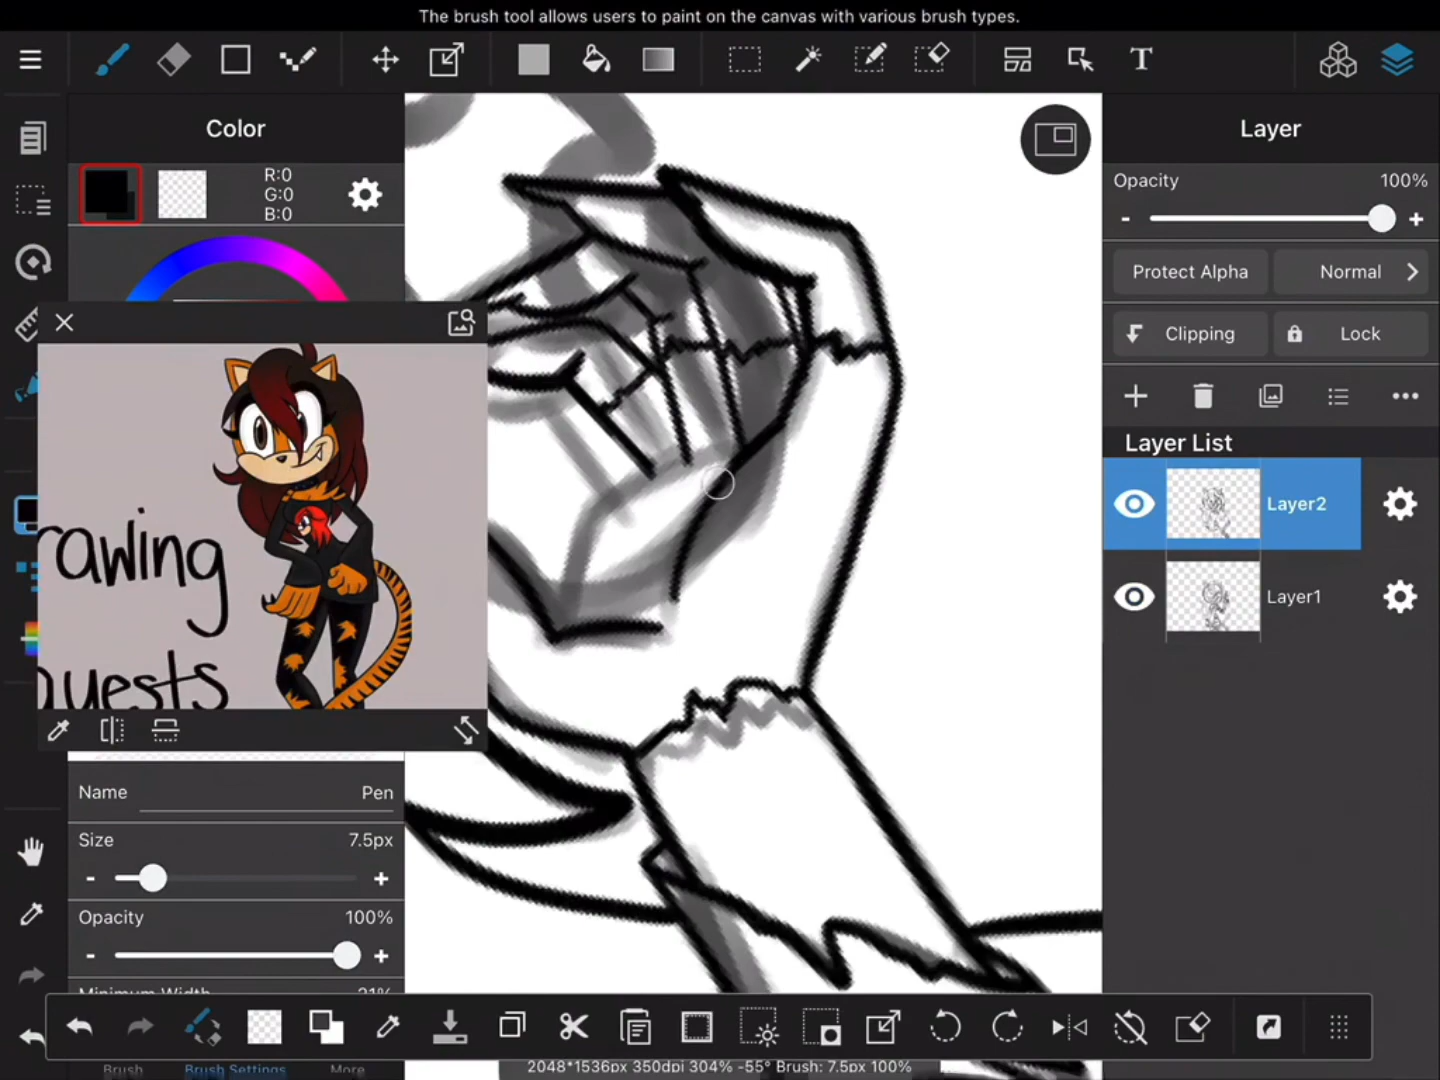 The brush tool allows users to paint on the canvas with various brush types.
T
Color
R:0
G:0
B:0
Layer
Opacity 100%
- +
Protect Alpha Normal
Clipping Lock
Layer List
Layer2
Layer1
rawing
quests
Name Pen
Size 7.5px
- +
Opacity 100%
- +
Minimum Width 21%
Brush Brush Settings More
2048*1536px 350dpi 304% -55° Brush: 7.5px 100%